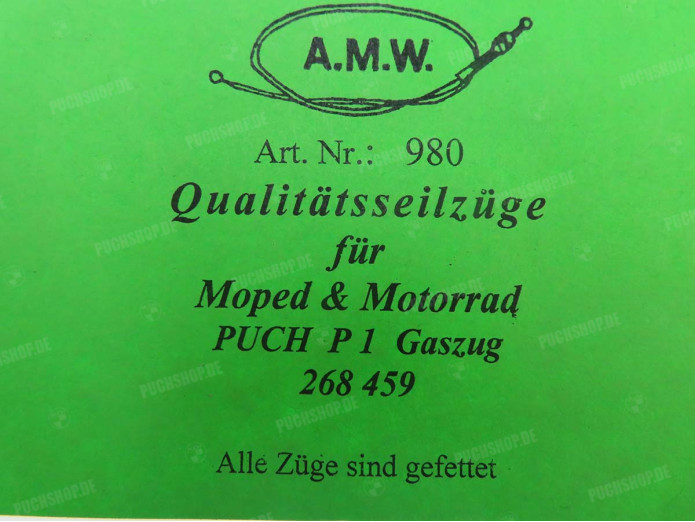 A.M.W.
Art. Nr.: 980
Qualitätsseilzüge
für
Moped & Motorrad
PUCH P 1 Gaszug
268 459
Alle Züge sind gefettet
PUCHSHOP.DE